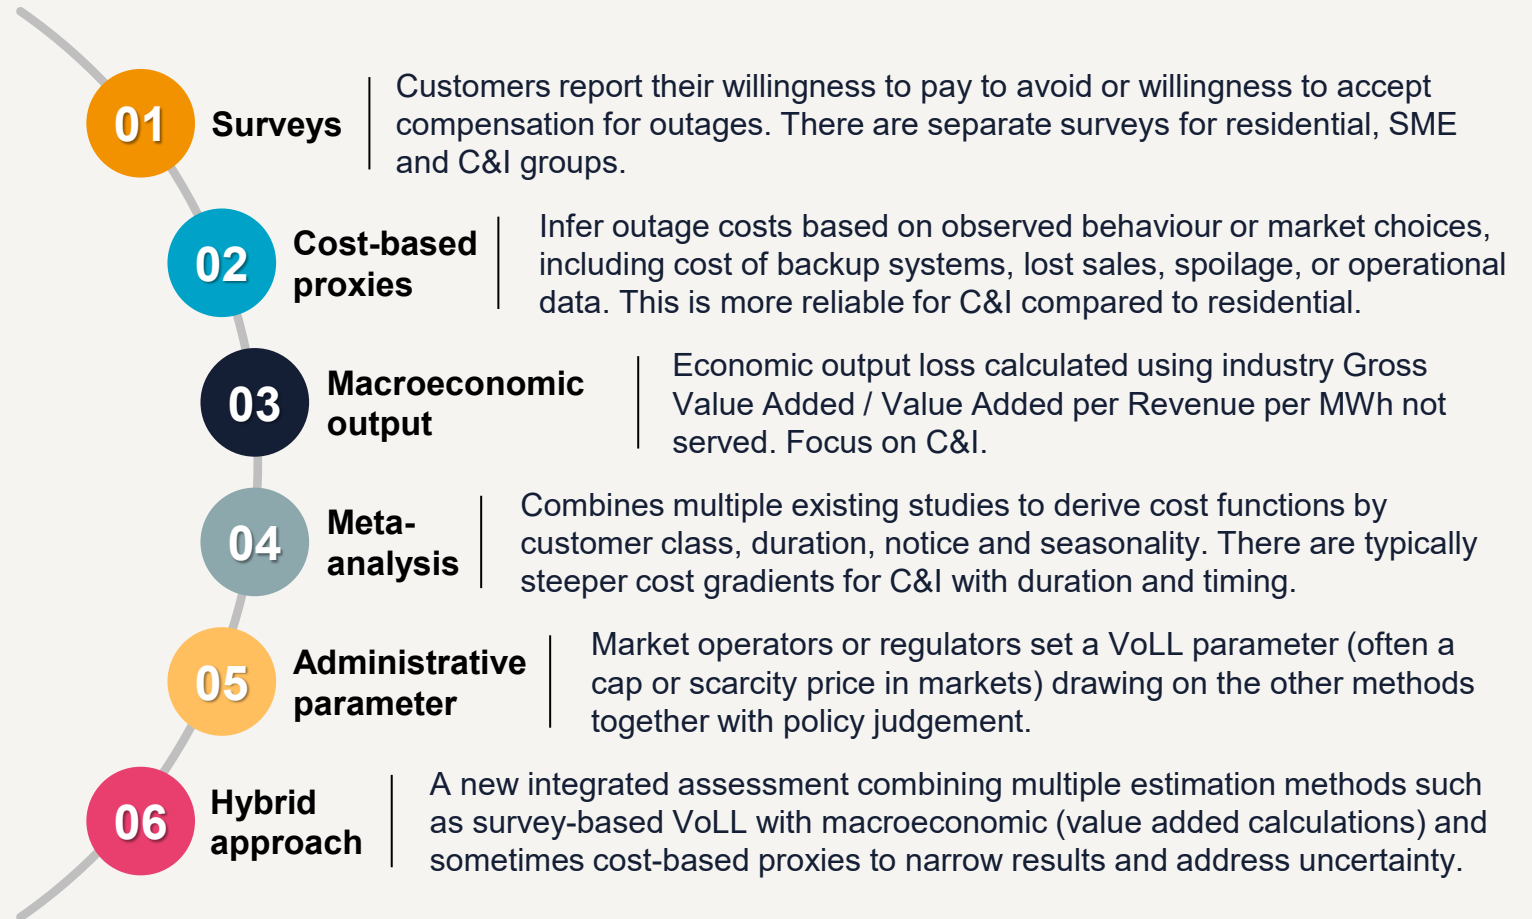 01
Surveys
Customers report their willingness to pay to avoid or willingness to accept
compensation for outages. There are separate surveys for residential, SME
and C&I groups.
02
Cost-based
proxies
Infer outage costs based on observed behaviour or market choices,
including cost of backup systems, lost sales, spoilage, or operational
data. This is more reliable for C&I compared to residential.
03
Macroeconomic
output
Economic output loss calculated using industry Gross
Value Added / Value Added per Revenue per MWh not
served. Focus on C&I.
04
Meta-
analysis
Combines multiple existing studies to derive cost functions by
customer class, duration, notice and seasonality. There are typically
steeper cost gradients for C&I with duration and timing.
05
Administrative
parameter
Market operators or regulators set a VoLL parameter (often a
cap or scarcity price in markets) drawing on the other methods
together with policy judgement.
06
Hybrid
approach
A new integrated assessment combining multiple estimation methods such
as survey-based VoLL with macroeconomic (value added calculations) and
sometimes cost-based proxies to narrow results and address uncertainty.